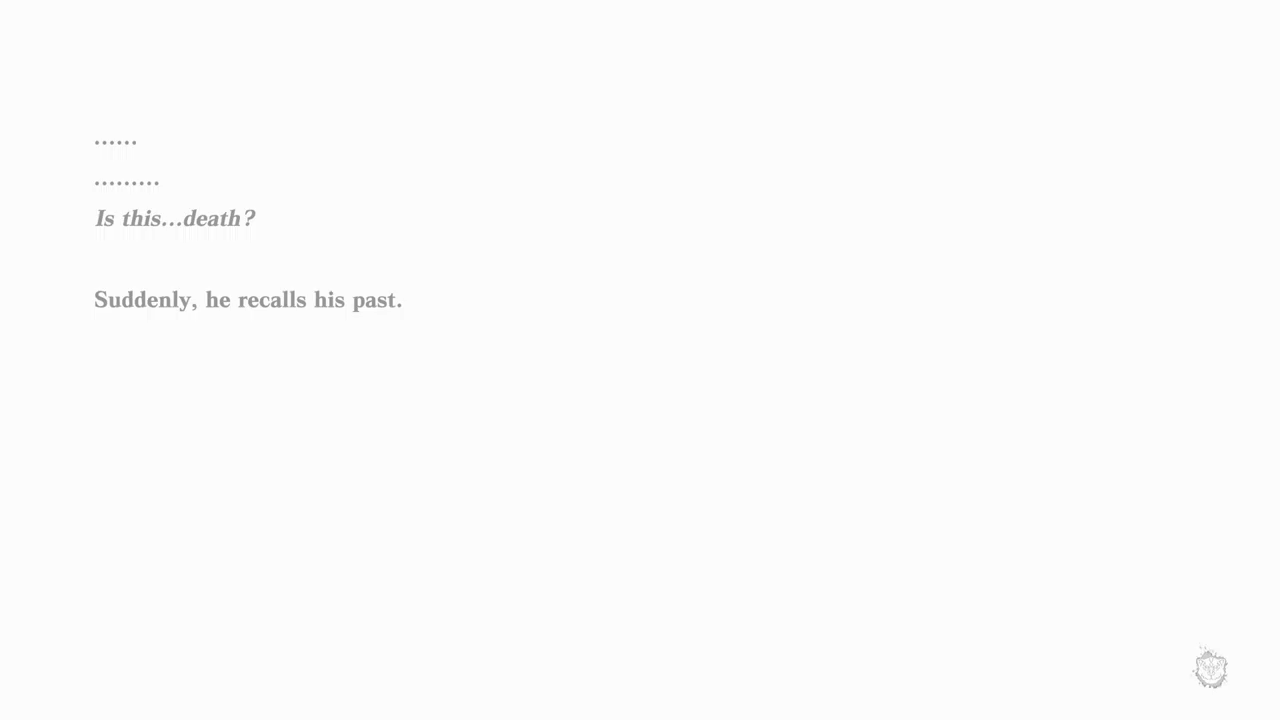 ......
.........
Is this...death?
Suddenly, he recalls his past.